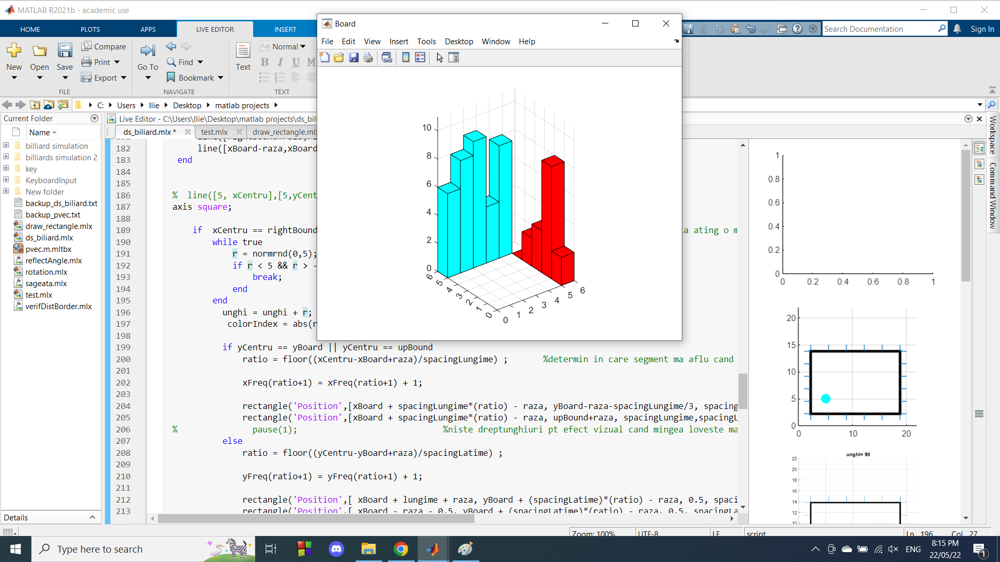 MATLAB R2021b - academic use
HOME PLOTS APPS LIVE EDITOR INSERT
Search Documentation Sign In
New Open Save Compare Print Export
Go To Find Bookmark
Text Aa Normal B I U M
FILE NAVIGATE TEXT
C: Users Ilie Desktop matlab projects
Current Folder
Name
billiard simulation
billiards simulation 2
key
KeyboardInput
New folder
backup_ds_biliard.txt
backup_pvec.txt
draw_rectangle.mlx
ds_biliard.mlx
pvec.m.mltbx
reflectAngle.mlx
rotation.mlx
sageata.mlx
test.mlx
verifDistBorder.mlx
Details
Live Editor - C:\Users\Ilie\Desktop\matlab projects\ds_bil
ds_biliard.mlx * test.mlx draw_rectangle.mlx
182 line([xBoard-raza,xBoard
183 end
184
185
186 % line([5, xCentru],[5,yCent
187 axis square;
188
189 if xCentru == rightBound ca ating o m
190 while true
191 r = normrnd(0,5);
192 if r < 5 && r > -
193 break;
194 end
195 end
196 unghi = unghi + r;
197 colorIndex = abs(r
198
199 if yCentru == yBoard || yCentru == upBound
200 ratio = floor((xCentru-xBoard+raza)/spacingLungime) ; %determin in care segment ma aflu cand
201
202 xFreq(ratio+1) = xFreq(ratio+1) + 1;
203
204 rectangle('Position',[xBoard + spacingLungime*(ratio) - raza, yBoard-raza-spacingLungime/3, spacing
205 rectangle('Position',[xBoard + spacingLungime*(ratio) - raza, upBound+raza, spacingLungime,spacingL
206 % pause(1); %niste dreptunghiuri pt efect vizual cand mingea loveste ma
207 else
208 ratio = floor((yCentru-yBoard+raza)/spacingLatime) ;
209
210 yFreq(ratio+1) = yFreq(ratio+1) + 1;
211
212 rectangle('Position',[ xBoard + lungime + raza, yBoard + (spacingLatime)*(ratio) - raza, 0.5, spaci
213 rectangle('Position',[ xBoard - raza - 0.5, yBoard + (spacingLatime)*(ratio) - raza, 0.5, spacingLa
Board
File Edit View Insert Tools Desktop Window Help
10
8
6
4
2
0
6 5 4 3 2 1 0
0 1 2 3 4 5 6
1
0.8
0.6
0.4
0.2
0
0 0.2 0.4 0.6 0.8 1
20
15
10
5
0
0 10 20
unghi= 90
22
20
18
16
14
12
10
Workspace
Command Window
Zoom: 100% UTF-8 LF script Ln 196 Col 27
Type here to search
ENG
8:15 PM
22/05/22
1